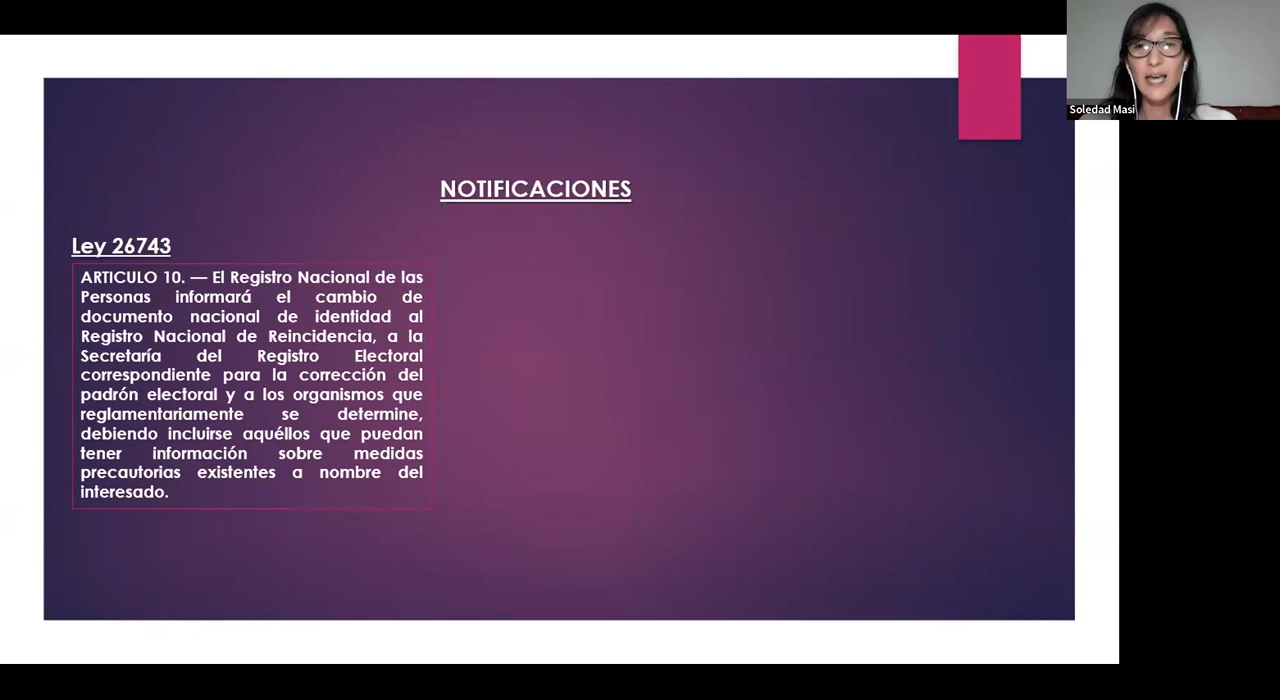 Soledad Masi
NOTIFICACIONES
Ley 26743
ARTICULO 10. — El Registro Nacional de las
Personas informará el cambio de
documento nacional de identidad al
Registro Nacional de Reincidencia, a la
Secretaría del Registro Electoral
correspondiente para la corrección del
padrón electoral y a los organismos que
reglamentariamente se determine,
debiendo incluirse aquéllos que puedan
tener información sobre medidas
precautorias existentes a nombre del
interesado.